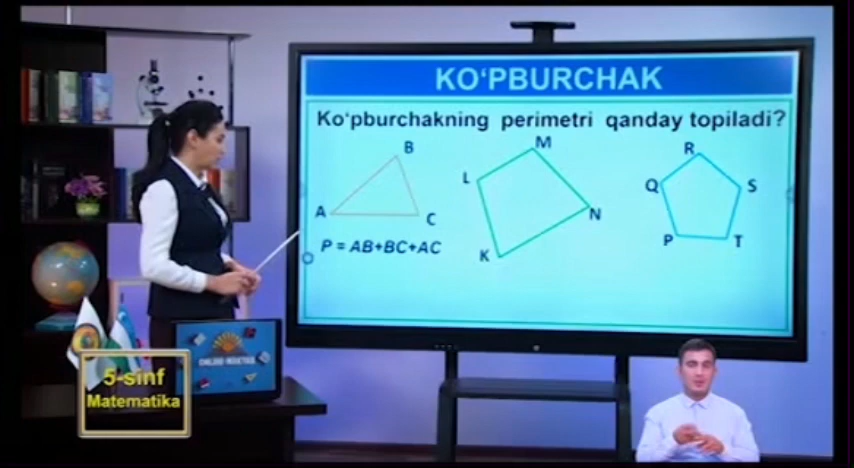 KO‘PBURCHAK
Ko‘pburchakning perimetri qanday topiladi?
B
A
C
P = AB+BC+AC
M
L
N
K
R
Q
S
P
T
5-sinf
Matematika